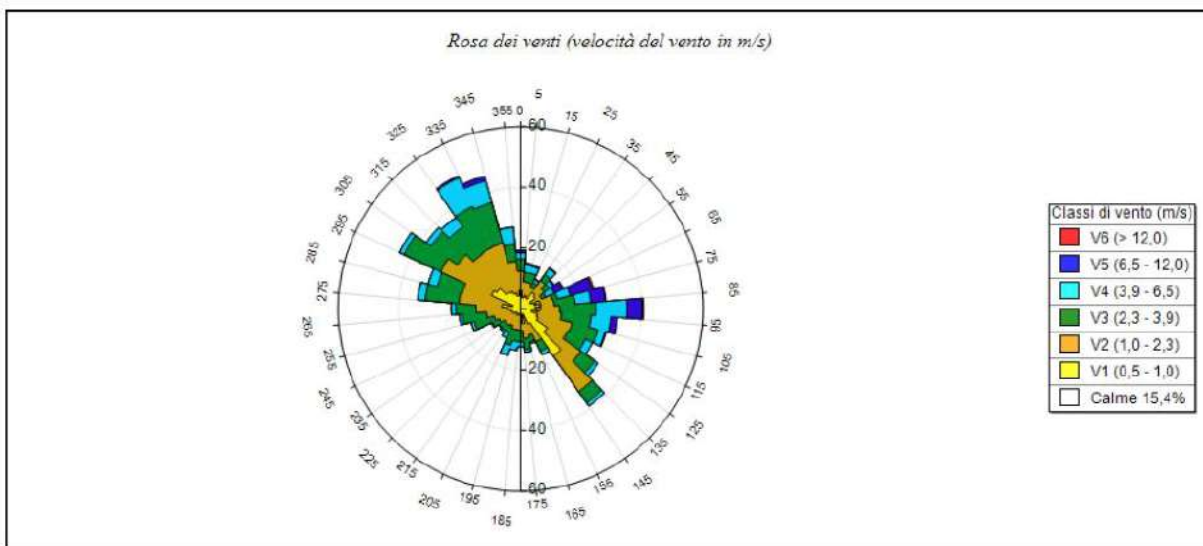 Rosa dei venti (velocità del vento in m/s)
355 0 5 15 25 35 45 55 65 75 85 95 105 115 125 135 145 155 165 175 185 195 205 215 225 235 245 255 265 275 285 295 305 315 325 335 345
60
40
20
20
40
60
Classi di vento (m/s)
V6 (> 12,0)
V5 (6,5 - 12,0)
V4 (3,9 - 6,5)
V3 (2,3 - 3,9)
V2 (1,0 - 2,3)
V1 (0,5 - 1,0)
Calme 15,4%